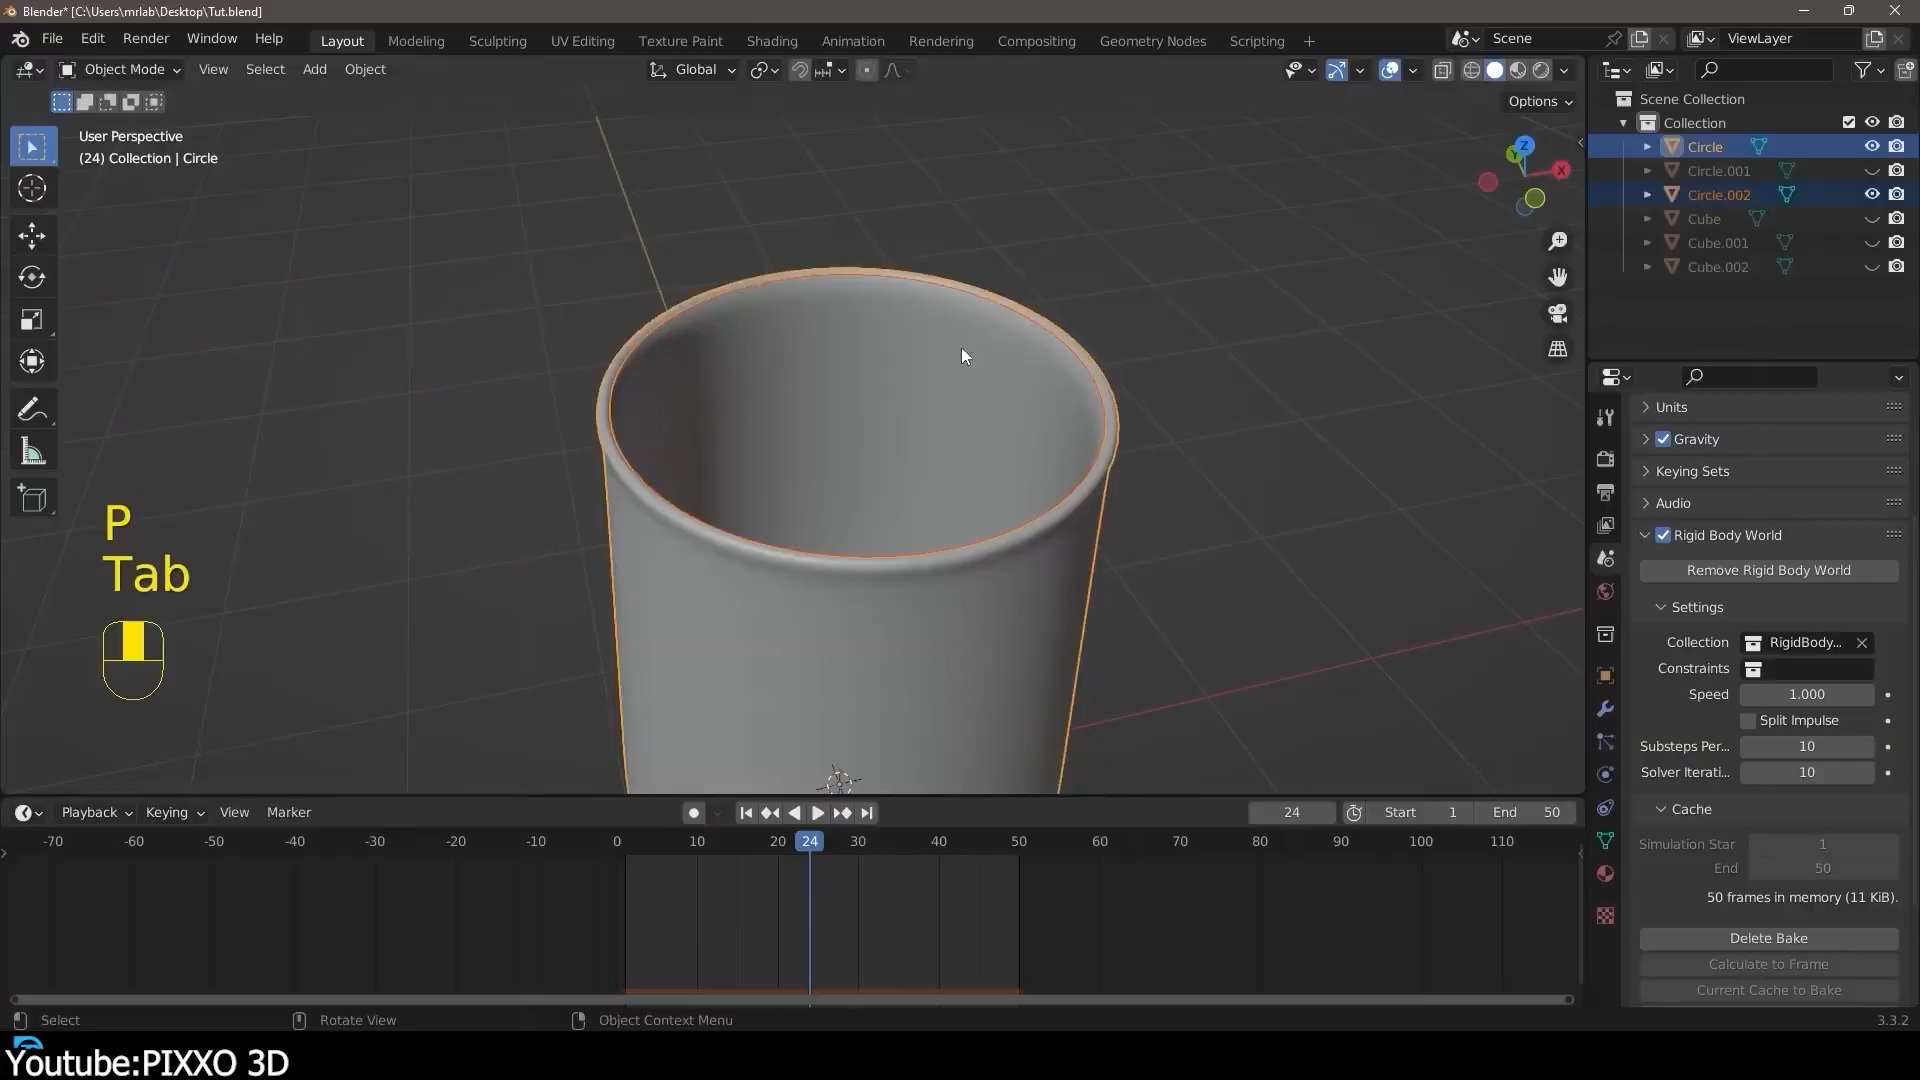 Blender* [C:\Users\mrlab\Desktop\Tut.blend]
File Edit Render Window Help
Layout Modeling Sculpting UV Editing Texture Paint Shading Animation Rendering Compositing Geometry Nodes Scripting
Scene
ViewLayer
Object Mode View Select Add Object
Global
Options
User Perspective
(24) Collection | Circle
Z
Y
X
Scene Collection
Collection
Circle
Circle.001
Circle.002
Cube
Cube.001
Cube.002
P
Tab
Units
Gravity
Keying Sets
Audio
Rigid Body World
Remove Rigid Body World
Settings
Collection RigidBody...
Constraints
Speed 1.000
Split Impulse
Substeps Per... 10
Solver Iterati... 10
Cache
Simulation Star 1
End 50
50 frames in memory (11 KiB).
Delete Bake
Calculate to Frame
Current Cache to Bake
Playback Keying View Marker
24 Start 1 End 50
-70 -60 -50 -40 -30 -20 -10 0 10 20 24 30 40 50 60 70 80 90 100 110
Select Rotate View Object Context Menu
3.3.2
Youtube:PIXXO 3D